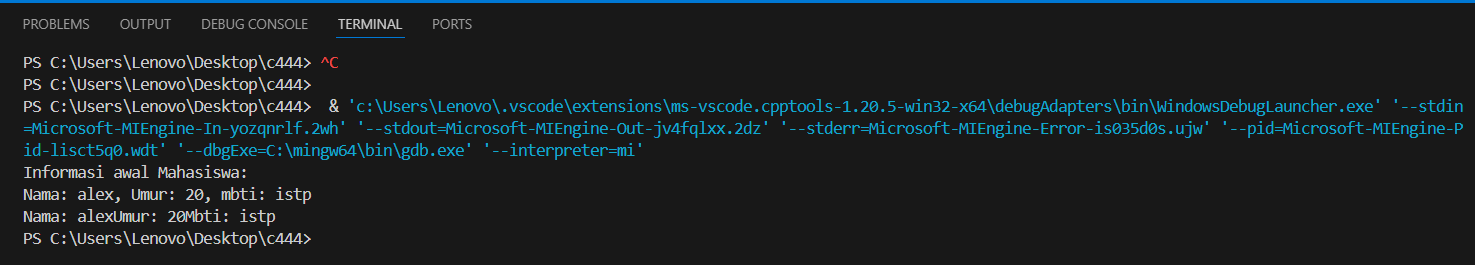 PROBLEMS OUTPUT DEBUG CONSOLE TERMINAL PORTS
PS C:\Users\Lenovo\Desktop\c444> ^C
PS C:\Users\Lenovo\Desktop\c444>
PS C:\Users\Lenovo\Desktop\c444>  & 'c:\Users\Lenovo\.vscode\extensions\ms-vscode.cpptools-1.20.5-win32-x64\debugAdapters\bin\WindowsDebugLauncher.exe' '--stdin
=Microsoft-MIEngine-In-yozqnrlf.2wh' '--stdout=Microsoft-MIEngine-Out-jv4fqlxx.2dz' '--stderr=Microsoft-MIEngine-Error-is035d0s.ujw' '--pid=Microsoft-MIEngine-P
id-lisct5q0.wdt' '--dbgExe=C:\mingw64\bin\gdb.exe' '--interpreter=mi'
Informasi awal Mahasiswa:
Nama: alex, Umur: 20, mbti: istp
Nama: alexUmur: 20Mbti: istp
PS C:\Users\Lenovo\Desktop\c444>